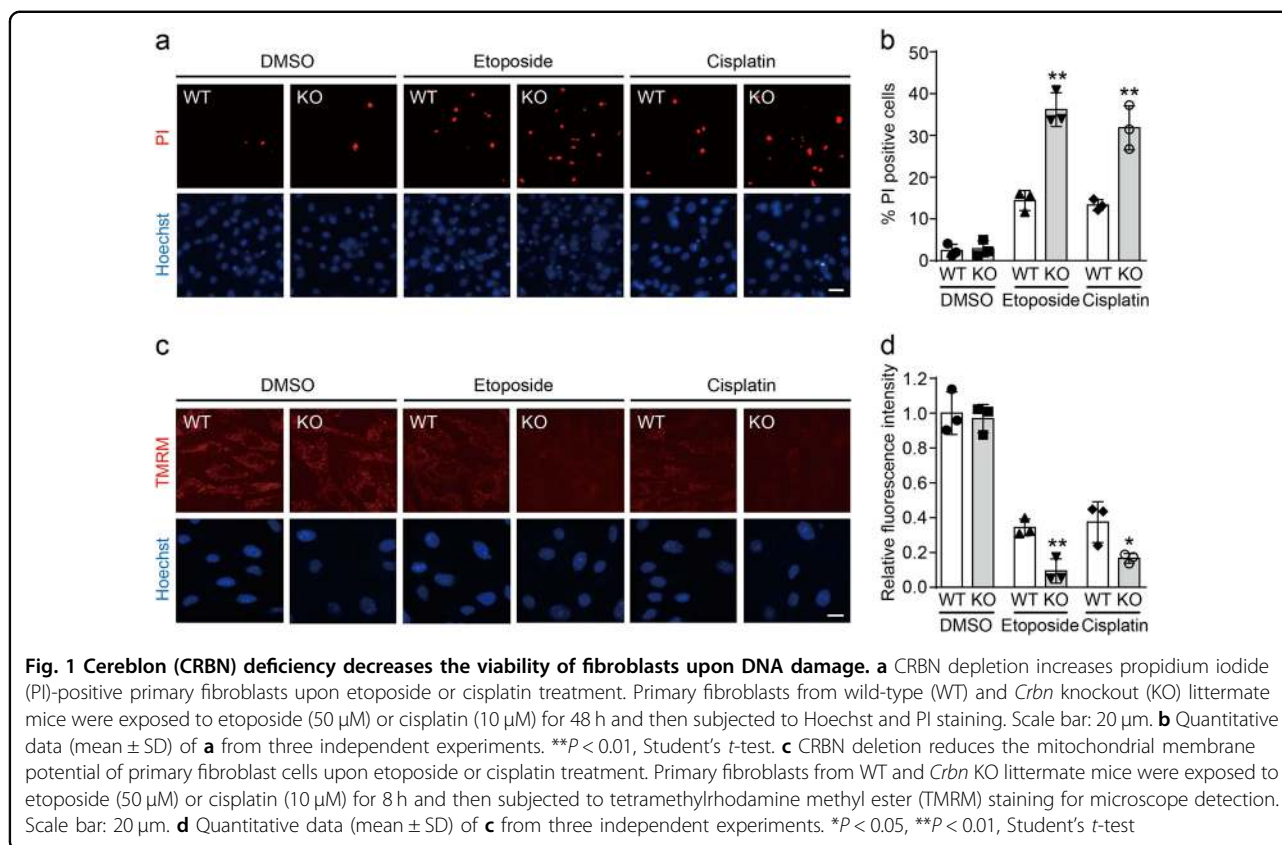 a
DMSO Etoposide Cisplatin
WT KO WT KO WT KO
PI
Hoechst
b
% PI positive cells
50
40
30
20
10
0
** **
WT KO WT KO WT KO
DMSO Etoposide Cisplatin
c
DMSO Etoposide Cisplatin
WT KO WT KO WT KO
TMRM
Hoechst
d
Relative fluorescence intensity
1.2
1.0
0.8
0.6
0.4
0.2
0.0
** *
WT KO WT KO WT KO
DMSO Etoposide Cisplatin
Fig. 1 Cereblon (CRBN) deficiency decreases the viability of fibroblasts upon DNA damage. a CRBN depletion increases propidium iodide
(PI)-positive primary fibroblasts upon etoposide or cisplatin treatment. Primary fibroblasts from wild-type (WT) and Crbn knockout (KO) littermate
mice were exposed to etoposide (50 μM) or cisplatin (10 μM) for 48 h and then subjected to Hoechst and PI staining. Scale bar: 20 μm. b Quantitative
data (mean ± SD) of a from three independent experiments. **P < 0.01, Student's t-test. c CRBN deletion reduces the mitochondrial membrane
potential of primary fibroblast cells upon etoposide or cisplatin treatment. Primary fibroblasts from WT and Crbn KO littermate mice were exposed to
etoposide (50 μM) or cisplatin (10 μM) for 8 h and then subjected to tetramethylrhodamine methyl ester (TMRM) staining for microscope detection.
Scale bar: 20 μm. d Quantitative data (mean ± SD) of c from three independent experiments. *P < 0.05, **P < 0.01, Student's t-test